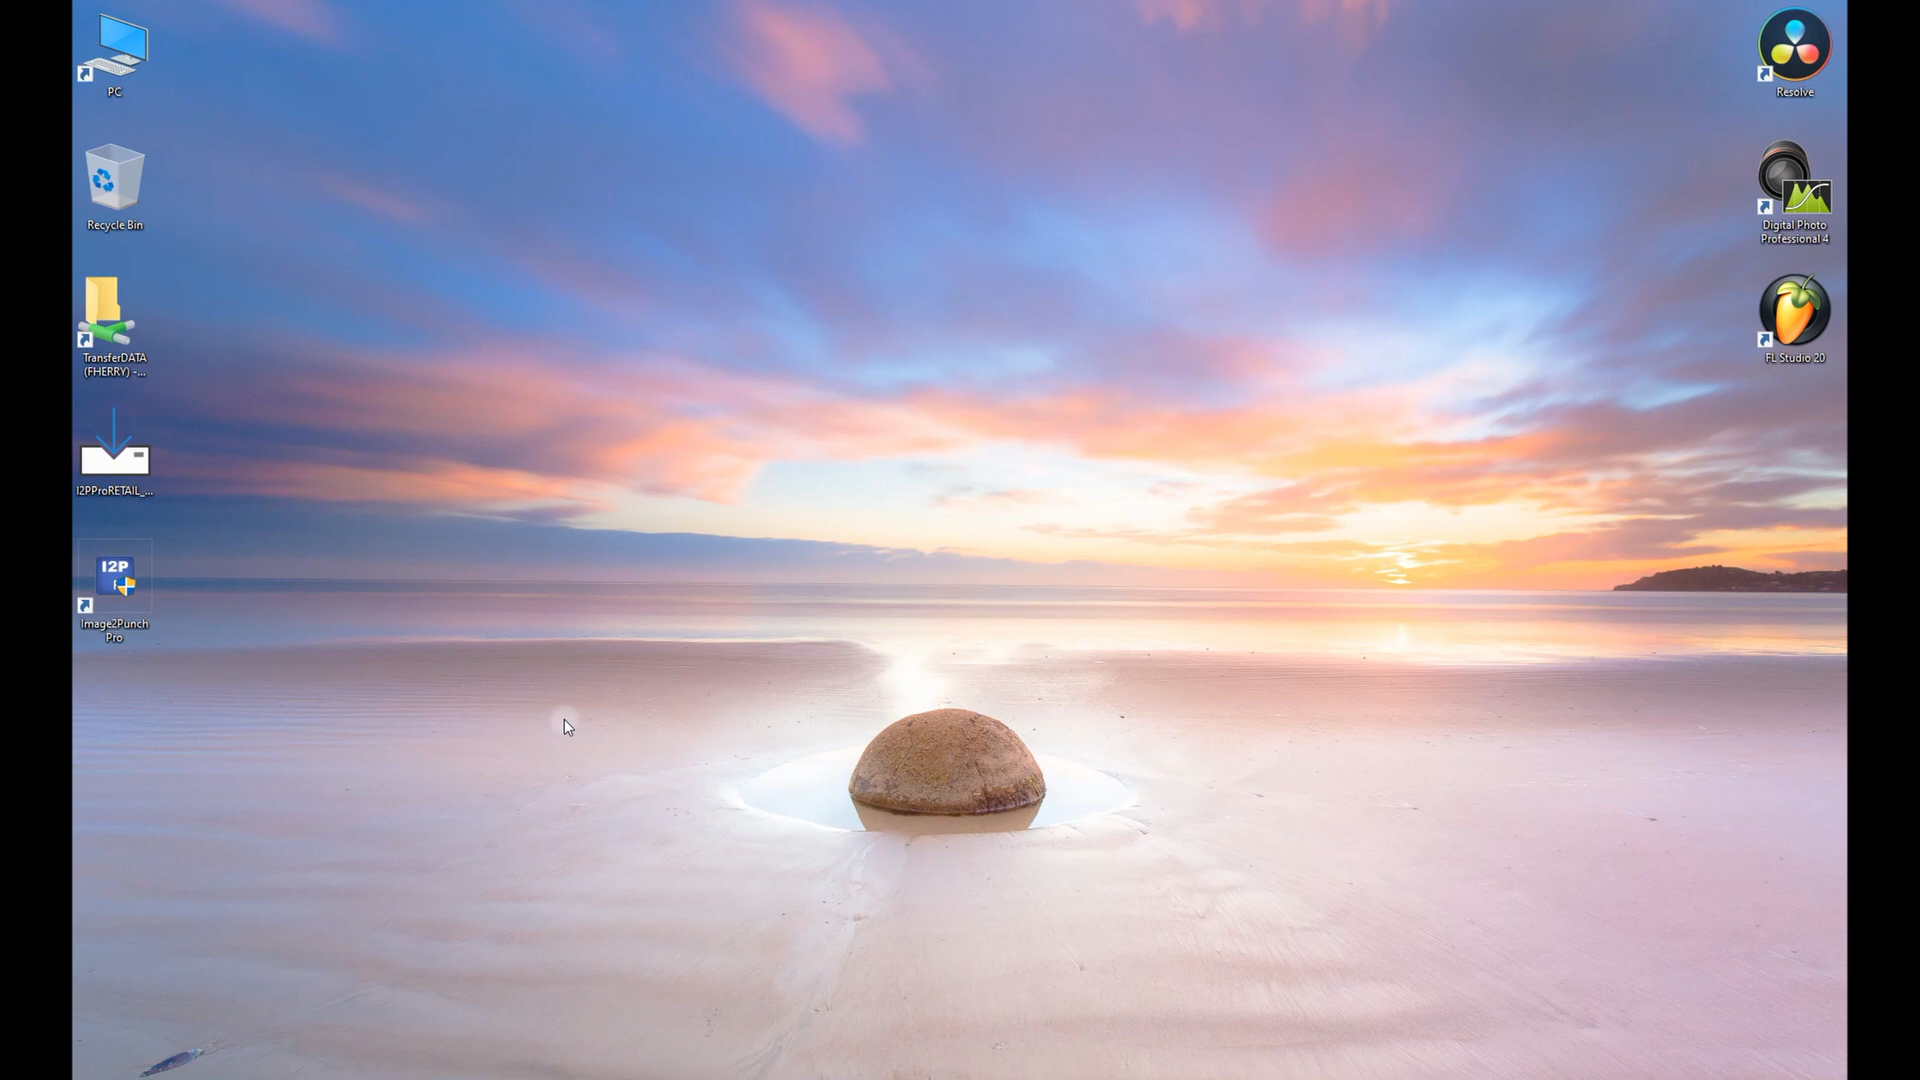 PC
Recycle Bin
TransferDATA
(FHERRY) -...
I2PProRETAIL_...
I2P
Image2Punch
Pro
Resolve
Digital Photo
Professional 4
FL Studio 20